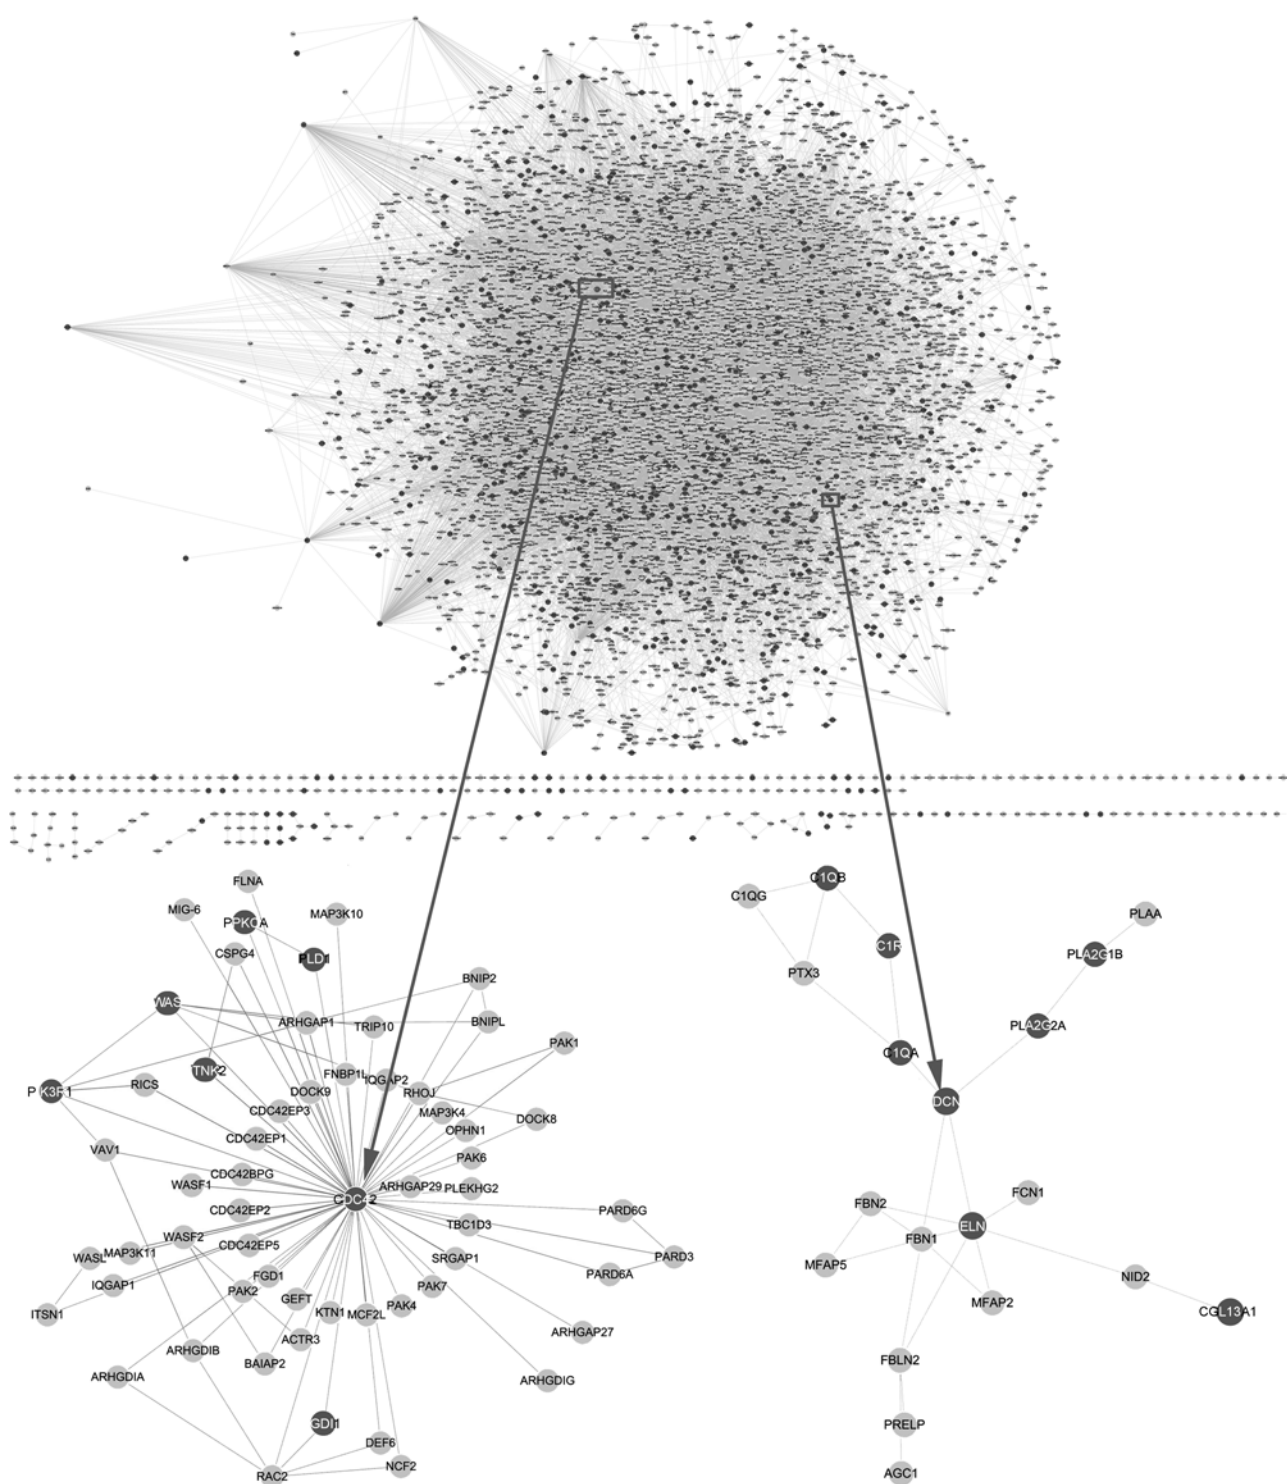 FLNA
MIG-6
PPKCA
MAP3K10
CSPG4
PLD1
BNIP2
WAS
ARHGAP1
TRIP10
BNIPL
PAK1
TNK2
FNBP1L
IQGAP2
PIK3R1
RICS
DOCK9
RHOJ
CDC42EP3
MAP3K4
DOCK8
CDC42EP1
OPHN1
VAV1
PAK6
CDC42BPG
WASF1
ARHGAP29
PLEKHG2
CDC42
CDC42EP2
PARD6G
TBC1D3
WASF2
CDC42EP5
WASL
MAP3K11
SRGAP1
PARD3
IQGAP1
FGD1
PARD6A
PAK2
GEFT
PAK7
ITSN1
KTN1
MCF2L
PAK4
ACTR3
ARHGAP27
ARHGDIB
BAIAP2
ARHGDIA
ARHGDIG
GDI1
DEF6
RAC2
NCF2
C1QB
C1QG
PLAA
C1R
PLA2G1B
PTX3
PLA2G2A
C1QA
DCN
FBN2
FCN1
ELN
FBN1
MFAP5
NID2
MFAP2
COL13A1
FBLN2
PRELP
AGC1